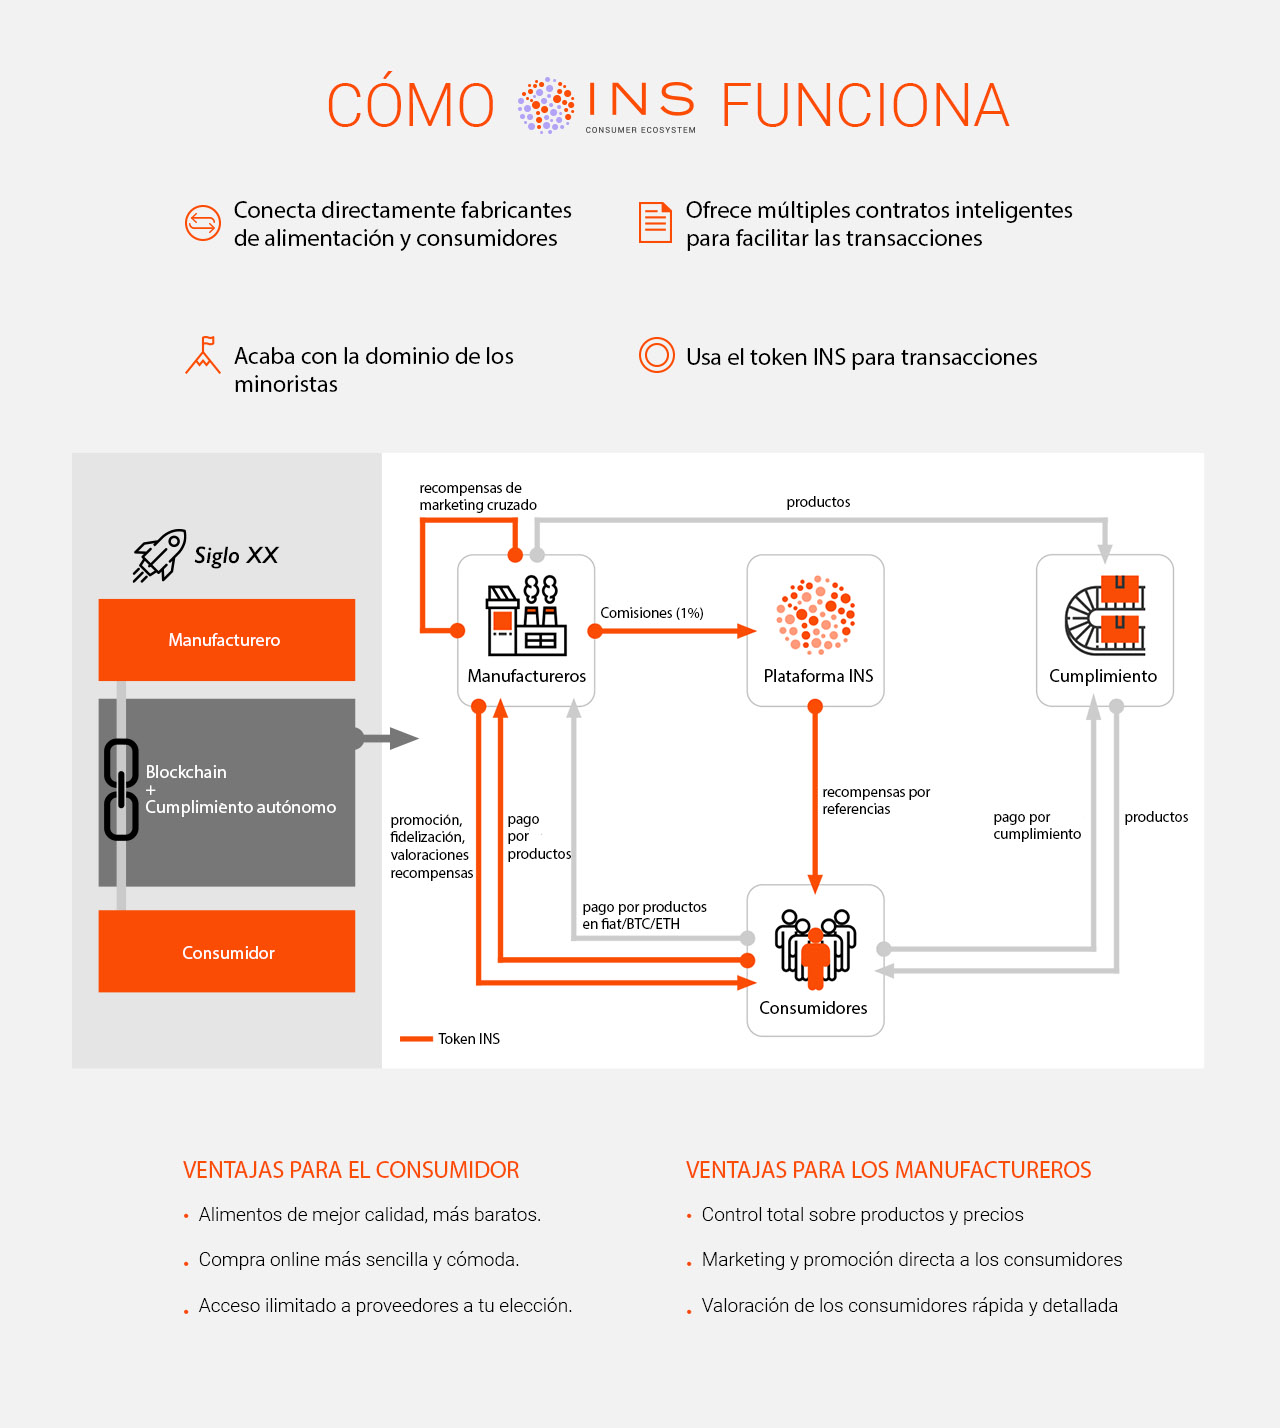 CÓMO INS FUNCIONA
CONSUMER ECOSYSTEM
Conecta directamente fabricantes
de alimentación y consumidores
Ofrece múltiples contratos inteligentes
para facilitar las transacciones
Acaba con la dominio de los
minoristas
Usa el token INS para transacciones
Siglo XX
Manufacturero
Blockchain
+
Cumplimiento autónomo
Consumidor
recompensas de
marketing cruzado
productos
Comisiones (1%)
Manufactureros
Plataforma INS
Cumplimiento
promoción,
fidelización,
valoraciones
recompensas
pago
por
productos
recompensas por
referencias
pago por
cumplimiento
productos
pago por productos
en fiat/BTC/ETH
Consumidores
Token INS
VENTAJAS PARA EL CONSUMIDOR
• Alimentos de mejor calidad, más baratos.
• Compra online más sencilla y cómoda.
• Acceso ilimitado a proveedores a tu elección.
VENTAJAS PARA LOS MANUFACTUREROS
• Control total sobre productos y precios
• Marketing y promoción directa a los consumidores
• Valoración de los consumidores rápida y detallada